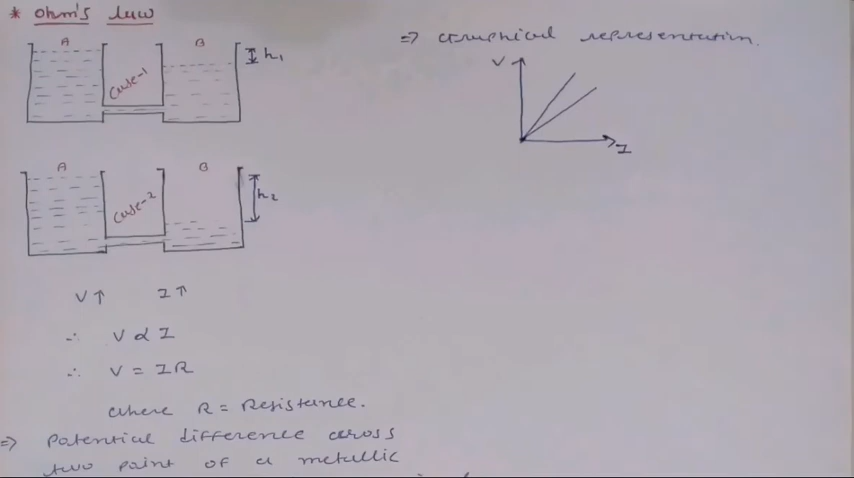 * Ohm's law
A
B
h1
Case-1
A
B
h2
Case-2
V↑ I↑
∴ V α I
∴ V = IR
where R = Resistance.
⇒ Potential difference across
two point of a metallic
⇒ Graphical representation.
V
I